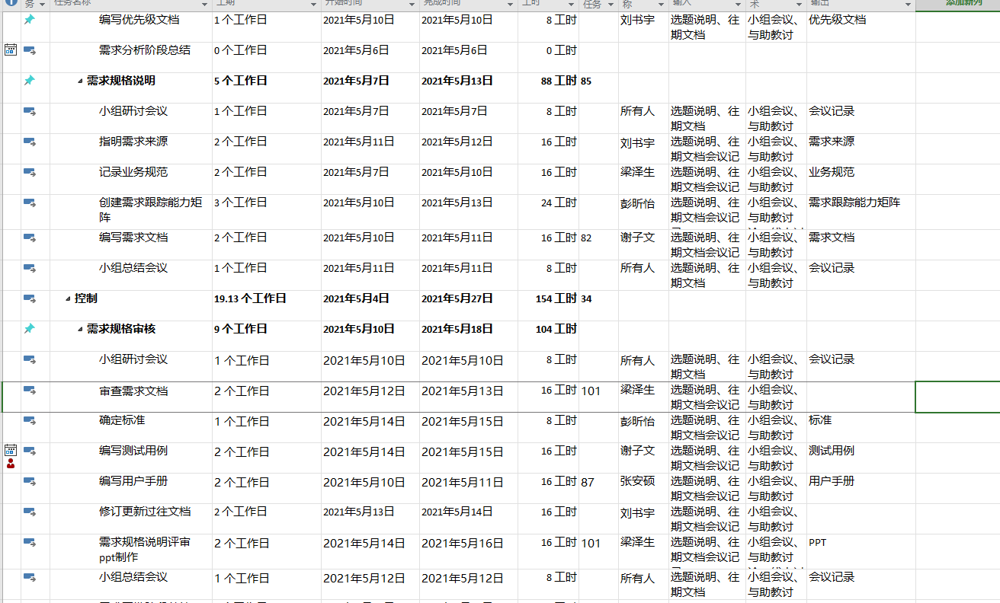 务 任务名称 工期 开始时间 完成时间 工时 任务 称 输入 术 输出 添加新列
编写优先级文档 1 个工作日 2021年5月10日 2021年5月10日 8 工时 刘书宇 选题说明、往 小组会议、 优先级文档
期文档 与助教讨
需求分析阶段总结 0 个工作日 2021年5月6日 2021年5月6日 0 工时
需求规格说明 5 个工作日 2021年5月7日 2021年5月13日 88 工时 85
小组研讨会议 1 个工作日 2021年5月7日 2021年5月7日 8 工时 所有人 选题说明、往 小组会议、 会议记录
期文档 与助教讨
指明需求来源 2 个工作日 2021年5月11日 2021年5月12日 16 工时 刘书宇 选题说明、往 小组会议、 需求来源
期文档会议记 与助教讨
记录业务规范 2 个工作日 2021年5月7日 2021年5月10日 16 工时 梁泽生 选题说明、往 小组会议、 业务规范
期文档会议记 与助教讨
创建需求跟踪能力矩 3 个工作日 2021年5月10日 2021年5月13日 24 工时 彭昕怡 选题说明、往 小组会议、 需求跟踪能力矩阵
阵 期文档会议记 与助教讨
编写需求文档 2 个工作日 2021年5月10日 2021年5月11日 16 工时 82 谢子文 选题说明、往 小组会议、 需求文档
期文档会议记 与助教讨
小组总结会议 1 个工作日 2021年5月11日 2021年5月11日 8 工时 所有人 选题说明、往 小组会议、 会议记录
期文档 与助教讨
控制 19.13 个工作日 2021年5月4日 2021年5月27日 154 工时 34
需求规格审核 9 个工作日 2021年5月10日 2021年5月18日 104 工时
小组研讨会议 1 个工作日 2021年5月10日 2021年5月10日 8 工时 所有人 选题说明、往 小组会议、 会议记录
期文档 与助教讨
审查需求文档 2 个工作日 2021年5月12日 2021年5月13日 16 工时 101 梁泽生 选题说明、往 小组会议、
期文档会议记 与助教讨
确定标准 1 个工作日 2021年5月14日 2021年5月15日 8 工时 彭昕怡 选题说明、往 小组会议、 标准
期文档会议记 与助教讨
编写测试用例 2 个工作日 2021年5月14日 2021年5月15日 16 工时 谢子文 选题说明、往 小组会议、 测试用例
期文档会议记 与助教讨
编写用户手册 2 个工作日 2021年5月10日 2021年5月11日 16 工时 87 张安硕 选题说明、往 小组会议、 用户手册
期文档会议记 与助教讨
修订更新过往文档 2 个工作日 2021年5月13日 2021年5月14日 16 工时 刘书宇 选题说明、往 小组会议、
期文档会议记 与助教讨
需求规格说明评审 2 个工作日 2021年5月14日 2021年5月16日 16 工时 101 梁泽生 选题说明、往 小组会议、 PPT
ppt制作 期文档会议记 与助教讨
小组总结会议 1 个工作日 2021年5月12日 2021年5月12日 8 工时 所有人 选题说明、往 小组会议、 会议记录
期文档 与助教讨